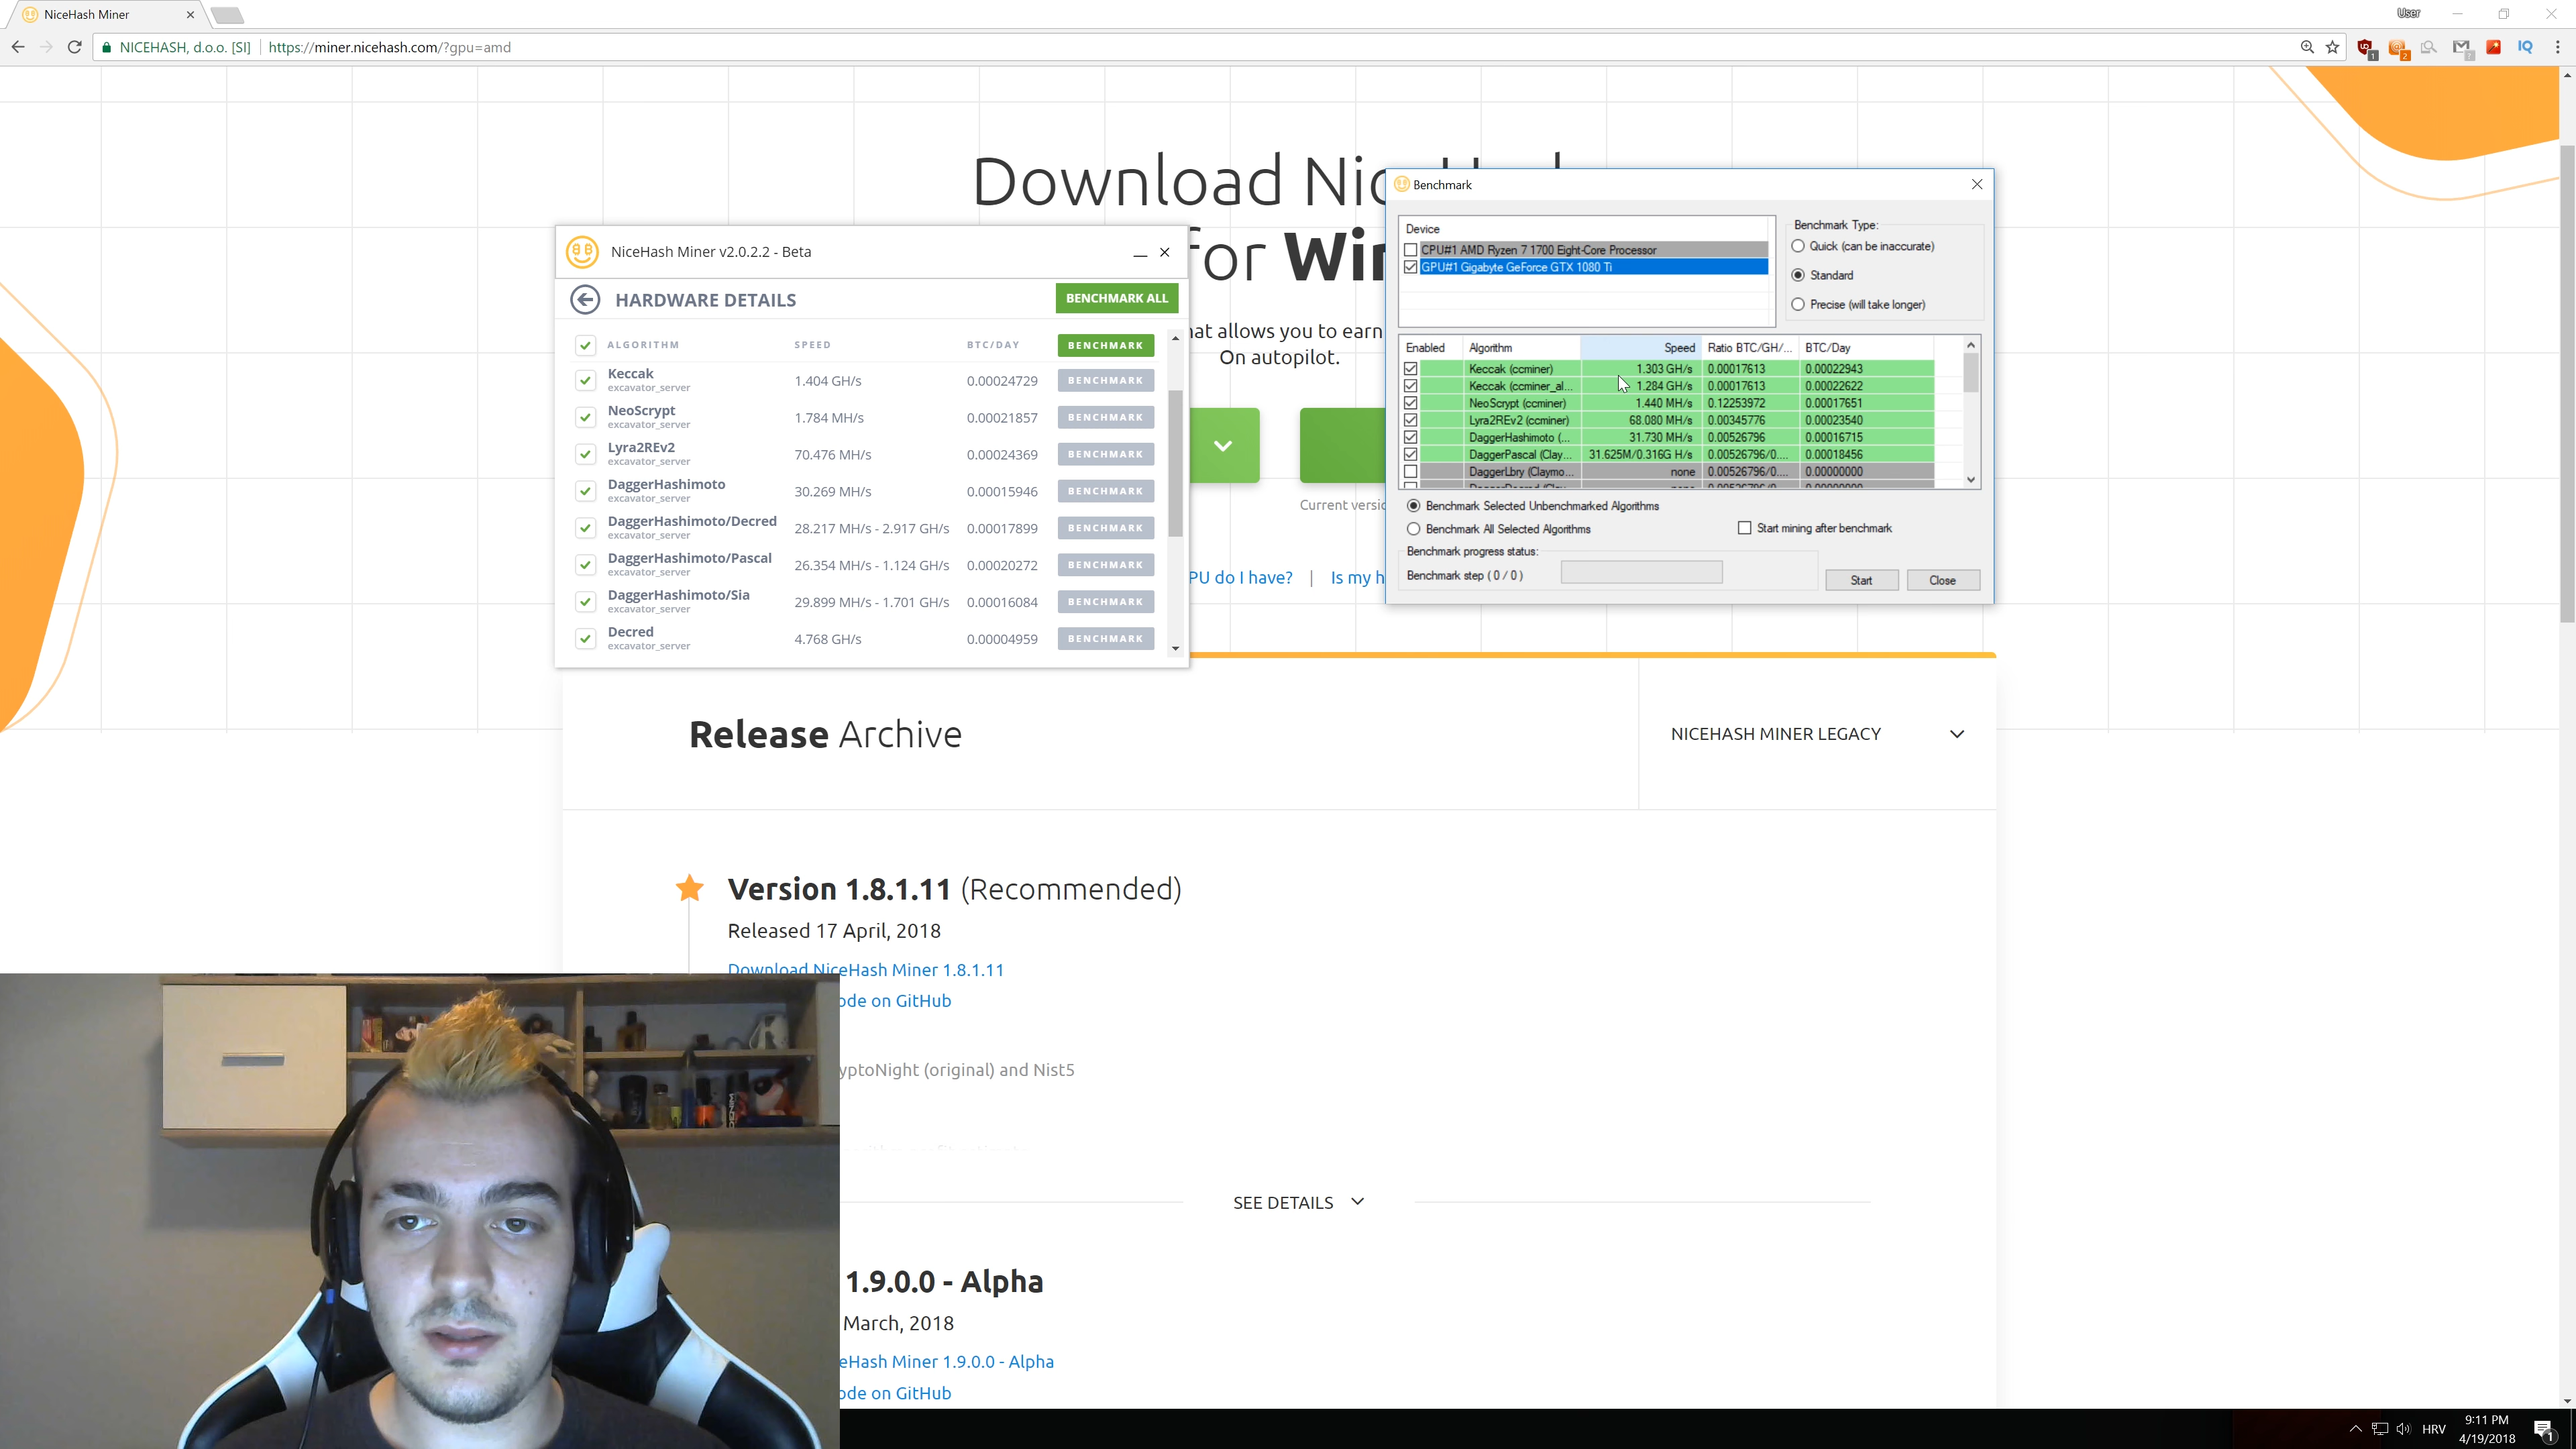 NiceHash Miner
User
NICEHASH, d.o.o. [SI]
https://miner.nicehash.com/?gpu=amd
1
2
IQ
Download Nic
for Win
at allows you to earn
On autopilot.
Current versio
PU do I have? | Is my h
NiceHash Miner v2.0.2.2 - Beta
HARDWARE DETAILS
BENCHMARK ALL
ALGORITHM SPEED BTC/DAY BENCHMARK
Keccak 1.404 GH/s 0.00024729 BENCHMARK
excavator_server
NeoScrypt 1.784 MH/s 0.00021857 BENCHMARK
excavator_server
Lyra2REv2 70.476 MH/s 0.00024369 BENCHMARK
excavator_server
DaggerHashimoto 30.269 MH/s 0.00015946 BENCHMARK
excavator_server
DaggerHashimoto/Decred 28.217 MH/s - 2.917 GH/s 0.00017899 BENCHMARK
excavator_server
DaggerHashimoto/Pascal 26.354 MH/s - 1.124 GH/s 0.00020272 BENCHMARK
excavator_server
DaggerHashimoto/Sia 29.899 MH/s - 1.701 GH/s 0.00016084 BENCHMARK
excavator_server
Decred 4.768 GH/s 0.00004959 BENCHMARK
excavator_server
Benchmark
Device
CPU#1 AMD Ryzen 7 1700 Eight-Core Processor
GPU#1 Gigabyte GeForce GTX 1080 Ti
Benchmark Type:
Quick (can be inaccurate)
Standard
Precise (will take longer)
Enabled Algorithm Speed Ratio BTC/GH/... BTC/Day
Keccak (ccminer) 1.303 GH/s 0.00017613 0.00022943
Keccak (ccminer_al... 1.284 GH/s 0.00017613 0.00022622
NeoScrypt (ccminer) 1.440 MH/s 0.12253972 0.00017651
Lyra2REv2 (ccminer) 68.080 MH/s 0.00345776 0.00023540
DaggerHashimoto (... 31.730 MH/s 0.00526796 0.00016715
DaggerPascal (Clay... 31.625M/0.316G H/s 0.00526796/0.... 0.00018456
DaggerLbry (Claymo... none 0.00526796/0.... 0.00000000
Benchmark Selected Unbenchmarked Algorithms
Benchmark All Selected Algorithms
Start mining after benchmark
Benchmark progress status:
Benchmark step ( 0 / 0 )
Start
Close
Release Archive
NICEHASH MINER LEGACY
Version 1.8.1.11 (Recommended)
Released 17 April, 2018
Download NiceHash Miner 1.8.1.11
ode on GitHub
yptoNight (original) and Nist5
SEE DETAILS
1.9.0.0 - Alpha
March, 2018
eHash Miner 1.9.0.0 - Alpha
ode on GitHub
HRV
9:11 PM
4/19/2018
1